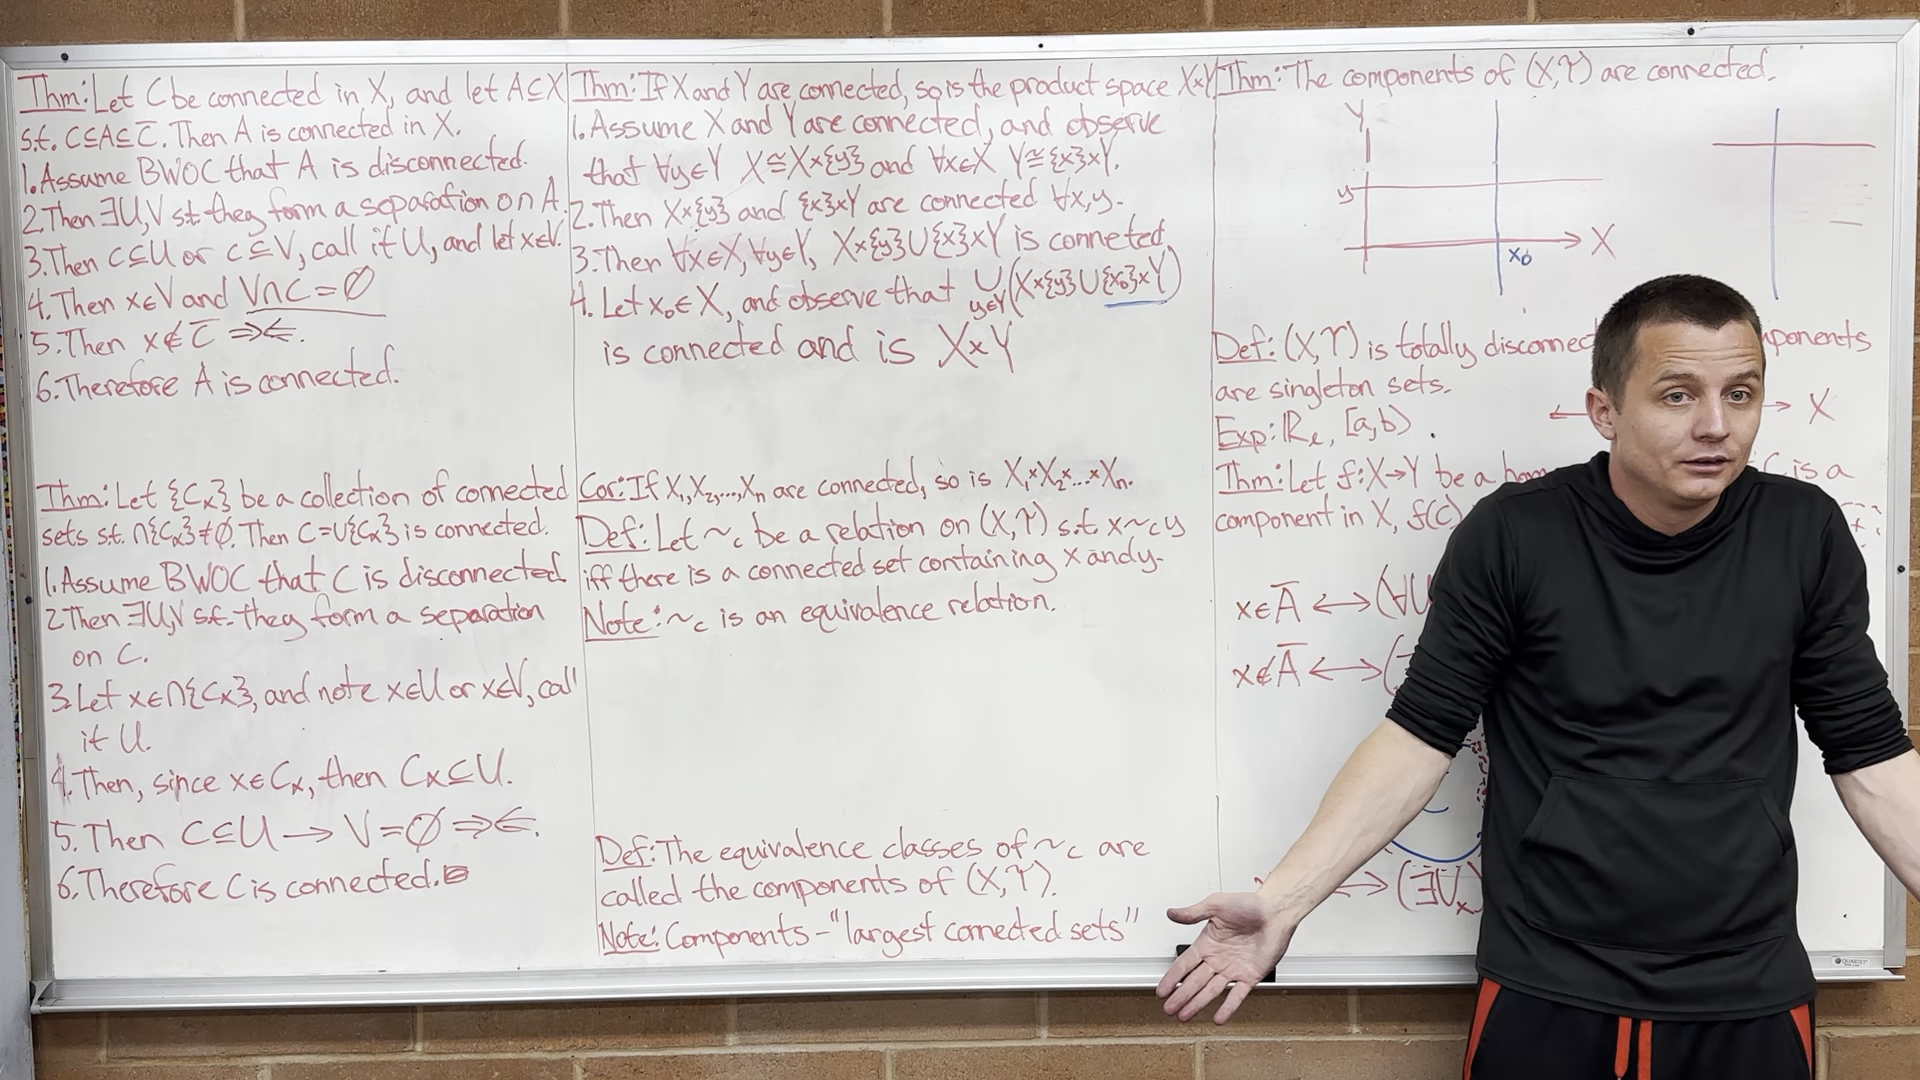 Thm: Let C be connected in X, and let A⊆X
s.t. C⊆A⊆C̅. Then A is connected in X.
1. Assume BWOC that A is disconnected.
2. Then ∃U,V st they form a separation on A.
3. Then C⊆U or C⊆V, call it U, and let x∈V.
4. Then x∈V and V∩C=∅
5. Then x∉C̅ ⇒⇐.
6. Therefore A is connected.
Thm: Let {Cα} be a collection of connected
sets st. ∩{Cα}≠∅. Then C=∪{Cα} is connected.
1. Assume BWOC that C is disconnected
2. Then ∃U,V s.t. they form a separation
on C.
3. Let x∈∩{Cα}, and note x∈U or x∈V, call
it U.
4. Then, since x∈Cα, then Cα⊆U.
5. Then C⊆U → V=∅ ⇒⇐.
6. Therefore C is connected.
Thm: If X and Y are connected, so is the product space X×Y
1. Assume X and Y are connected, and observe
that ∀y∈Y X≅X×{y} and ∀x∈X Y≅{x}×Y.
2. Then X×{y} and {x}×Y are connected ∀x,y.
3. Then ∀x∈X, ∀y∈Y, X×{y}∪{x}×Y is conneted.
4. Let x₀∈X, and observe that ∪y∈Y(X×{y}∪{x₀}×Y)
is connected and is X×Y
Cor: If X₁,X₂,...,Xn are connected, so is X₁×X₂×...×Xn.
Def: Let ~c be a relation on (X,Υ) s.t x~c y
iff there is a connected set containing x and y.
Note: ~c is an equivalence relation.
Def: The equivalence classes of ~c are
called the components of (X,Υ).
Note: Components - "largest connected sets"
Thm: The components of (X,Υ) are connected.
Y
y
X
x₀
Def: (X,Υ) is totally disconnec
are singleton sets.
Exp: ℝℓ, [a,b)
X
Thm: Let f:X→Y be a
C is a
component in X, f(C)
x∈A̅ ↔ (∀U
x∉A̅ ↔ (
↔ (∃Ux
QUARTET